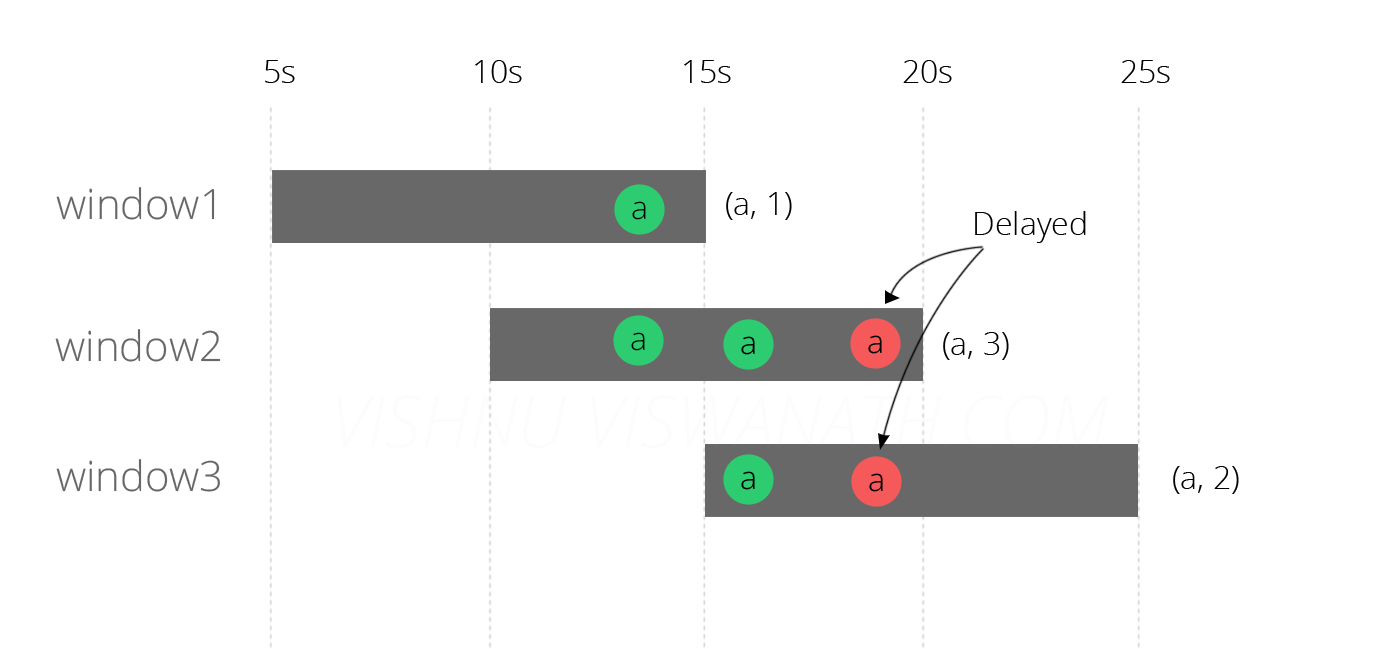 5s 10s 15s 20s 25s
window1 a (a, 1)
Delayed
window2 a a a (a, 3)
VISHNU VISWANATH.COM
window3 a a (a, 2)